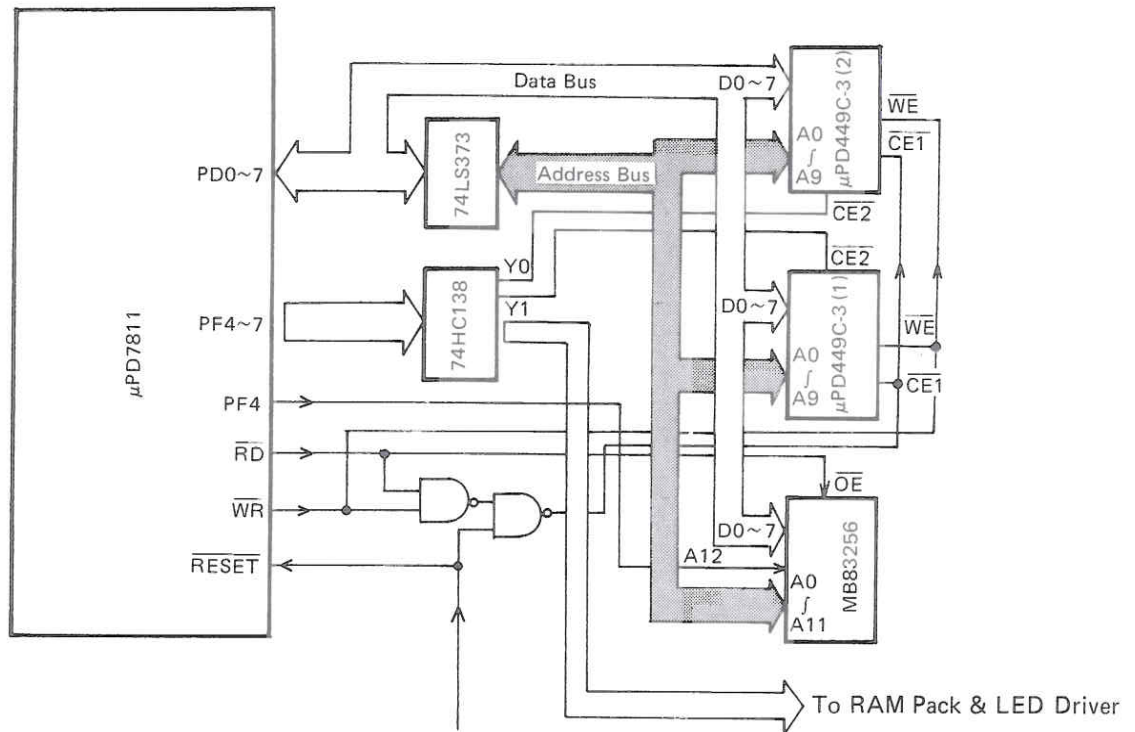 μPD7811
PD0~7
PF4~7
PF4
RD
WR
RESET
Data Bus
74LS373
Address Bus
74HC138
Y0
Y1
D0~7
A0
∫
A9
μPD449C-3 (2)
WE
CE1
CE2
CE2
D0~7
A0
∫
A9
μPD449C-3 (1)
WE
CE1
OE
D0~7
A12
A0
∫
A11
MB83256
To RAM Pack & LED Driver